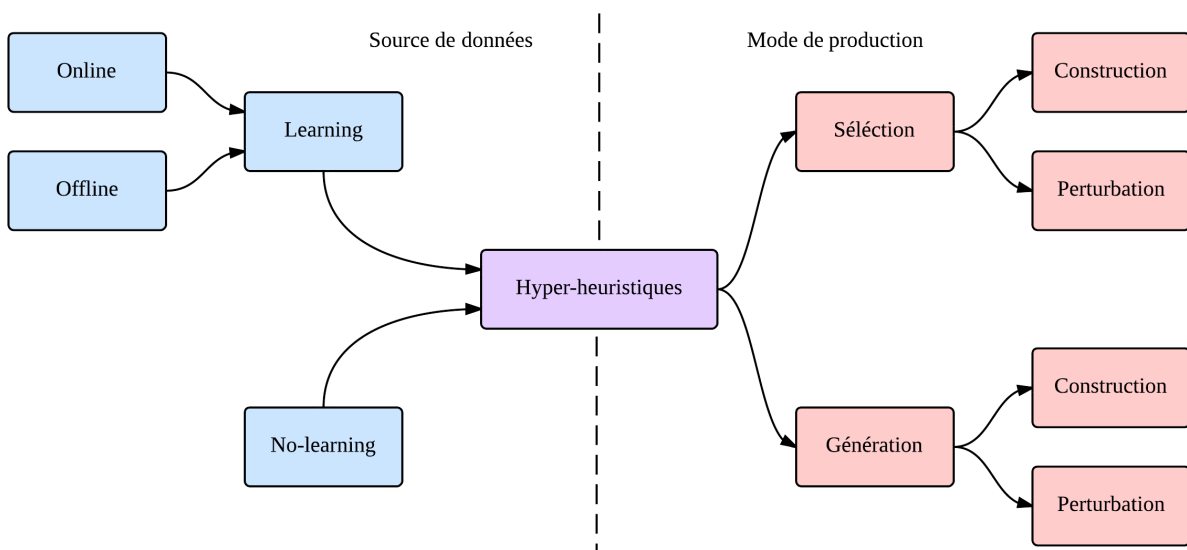 Source de données
Mode de production
Online
Construction
Learning
Séléction
Offline
Perturbation
Hyper-heuristiques
Construction
No-learning
Génération
Perturbation